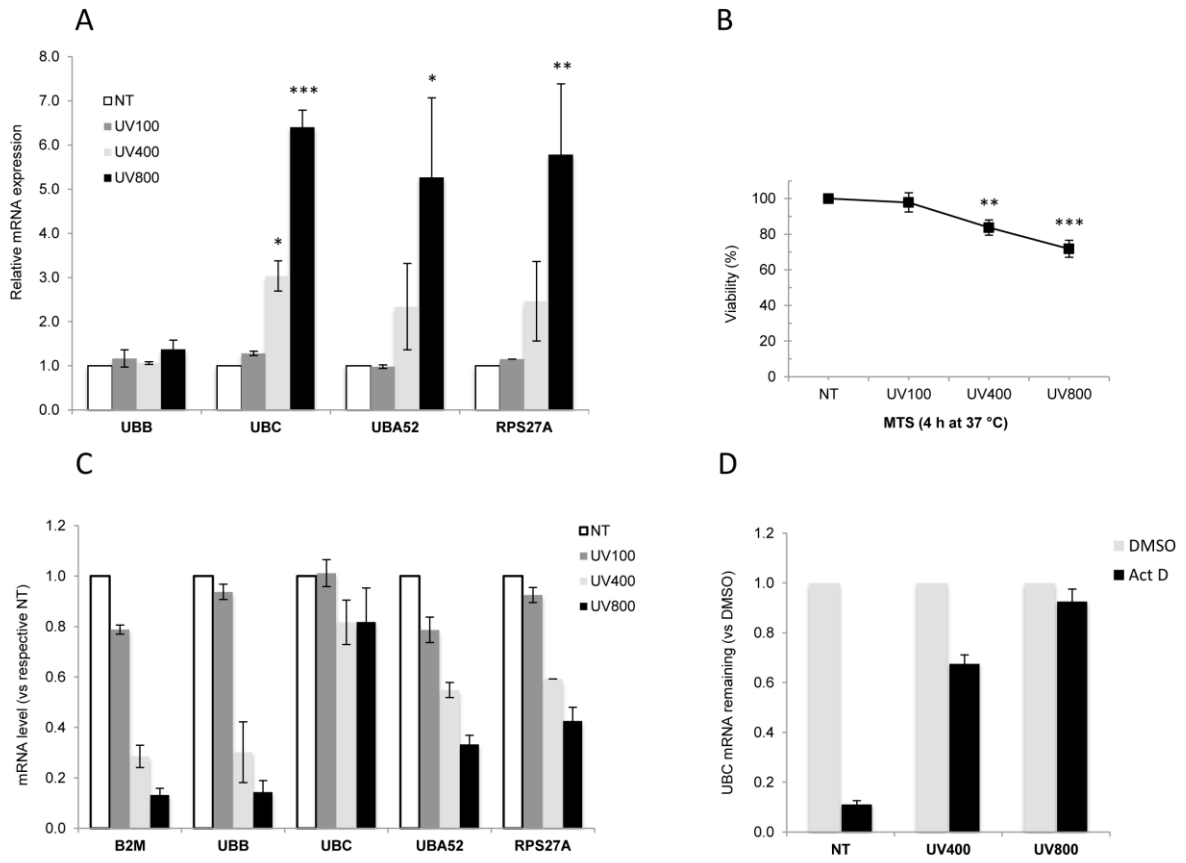 A
8.0
7.0
6.0
5.0
4.0
3.0
2.0
1.0
0.0
Relative mRNA expression
NT
UV100
UV400
UV800
*
***
*
**
UBB UBC UBA52 RPS27A
B
120
100
80
60
40
20
0
Viability (%)
**
***
NT UV100 UV400 UV800
MTS (4 h at 37 °C)
C
1.2
1.0
0.8
0.6
0.4
0.2
0.0
mRNA level (vs respective NT)
NT
UV100
UV400
UV800
B2M UBB UBC UBA52 RPS27A
D
1.2
1.0
0.8
0.6
0.4
0.2
0.0
UBC mRNA remaining (vs DMSO)
DMSO
Act D
NT UV400 UV800